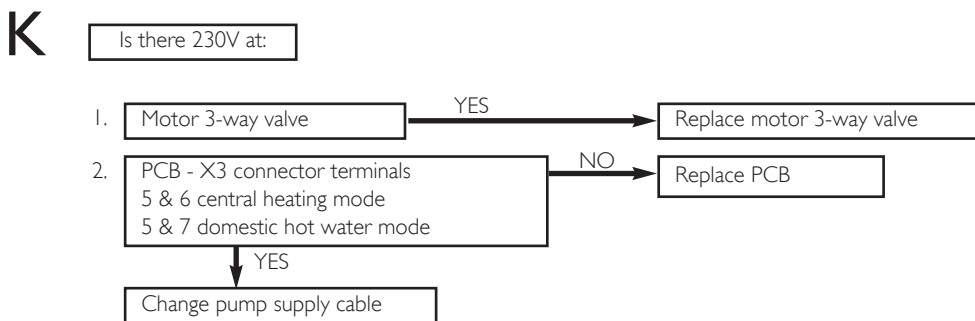 K
Is there 230V at:
1. Motor 3-way valve
YES
Replace motor 3-way valve
2. PCB - X3 connector terminals
5 & 6 central heating mode
5 & 7 domestic hot water mode
NO
Replace PCB
YES
Change pump supply cable